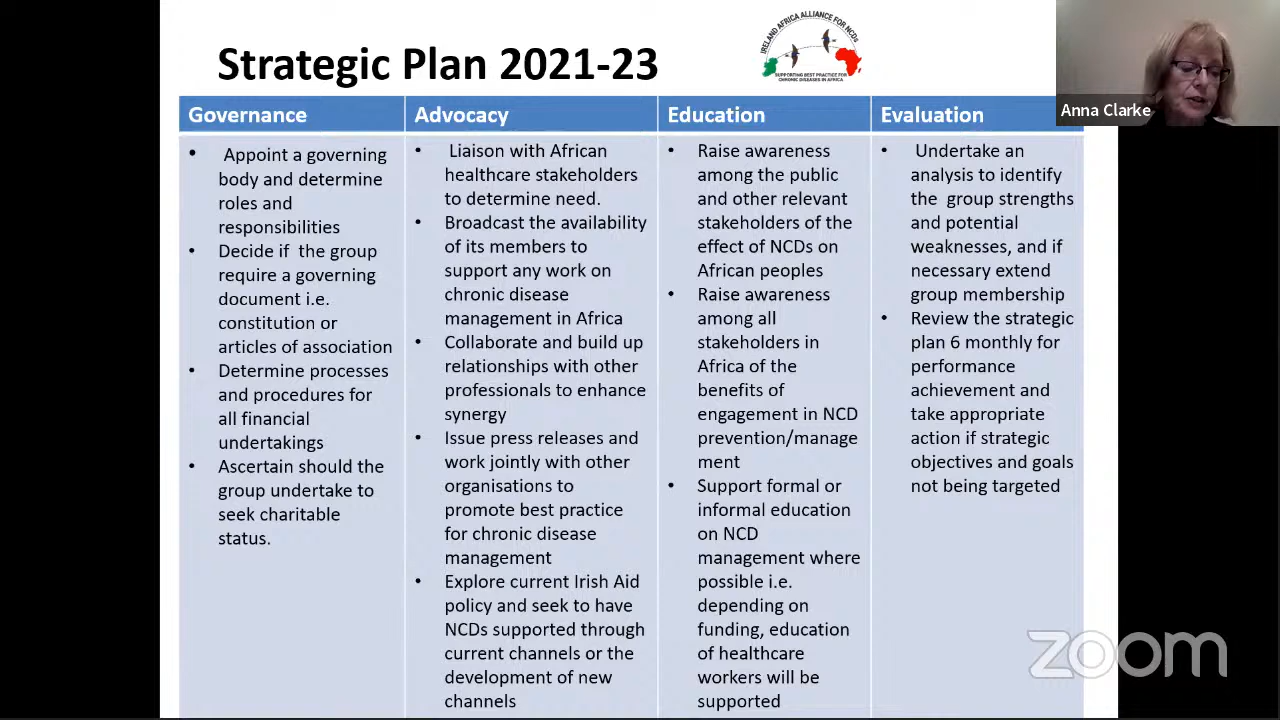 Strategic Plan 2021-23
IRELAND AFRICA ALLIANCE FOR NCDs
SUPPORTING BEST PRACTICE FOR
CHRONIC DISEASES IN AFRICA
Anna Clarke
Governance
• Appoint a governing
body and determine
roles and
responsibilities
• Decide if the group
require a governing
document i.e.
constitution or
articles of association
• Determine processes
and procedures for
all financial
undertakings
• Ascertain should the
group undertake to
seek charitable
status.
Advocacy
• Liaison with African
healthcare stakeholders
to determine need.
• Broadcast the availability
of its members to
support any work on
chronic disease
management in Africa
• Collaborate and build up
relationships with other
professionals to enhance
synergy
• Issue press releases and
work jointly with other
organisations to
promote best practice
for chronic disease
management
• Explore current Irish Aid
policy and seek to have
NCDs supported through
current channels or the
development of new
channels
Education
• Raise awareness
among the public
and other relevant
stakeholders of the
effect of NCDs on
African peoples
• Raise awareness
among all
stakeholders in
Africa of the
benefits of
engagement in NCD
prevention/manage
ment
• Support formal or
informal education
on NCD
management where
possible i.e.
depending on
funding, education
of healthcare
workers will be
supported
Evaluation
• Undertake an
analysis to identify
the group strengths
and potential
weaknesses, and if
necessary extend
group membership
• Review the strategic
plan 6 monthly for
performance
achievement and
take appropriate
action if strategic
objectives and goals
not being targeted
zoom